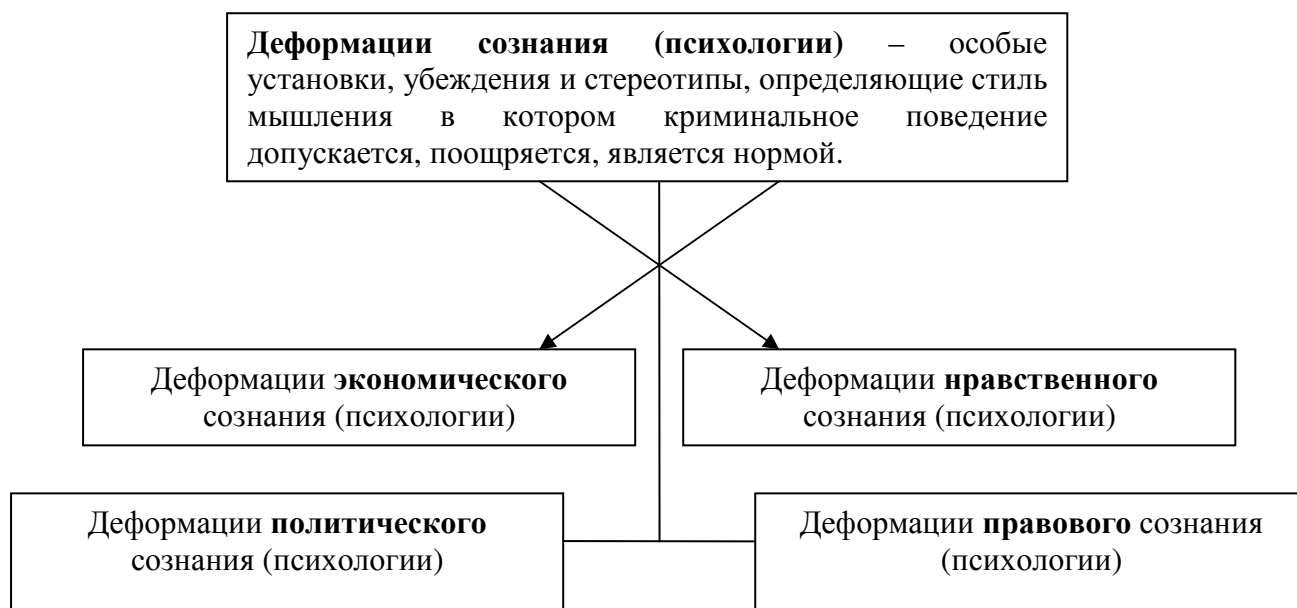 Деформации сознания (психологии) – особые
установки, убеждения и стереотипы, определяющие стиль
мышления в котором криминальное поведение
допускается, поощряется, является нормой.
Деформации экономического
сознания (психологии)
Деформации нравственного
сознания (психологии)
Деформации политического
сознания (психологии)
Деформации правового сознания
(психологии)